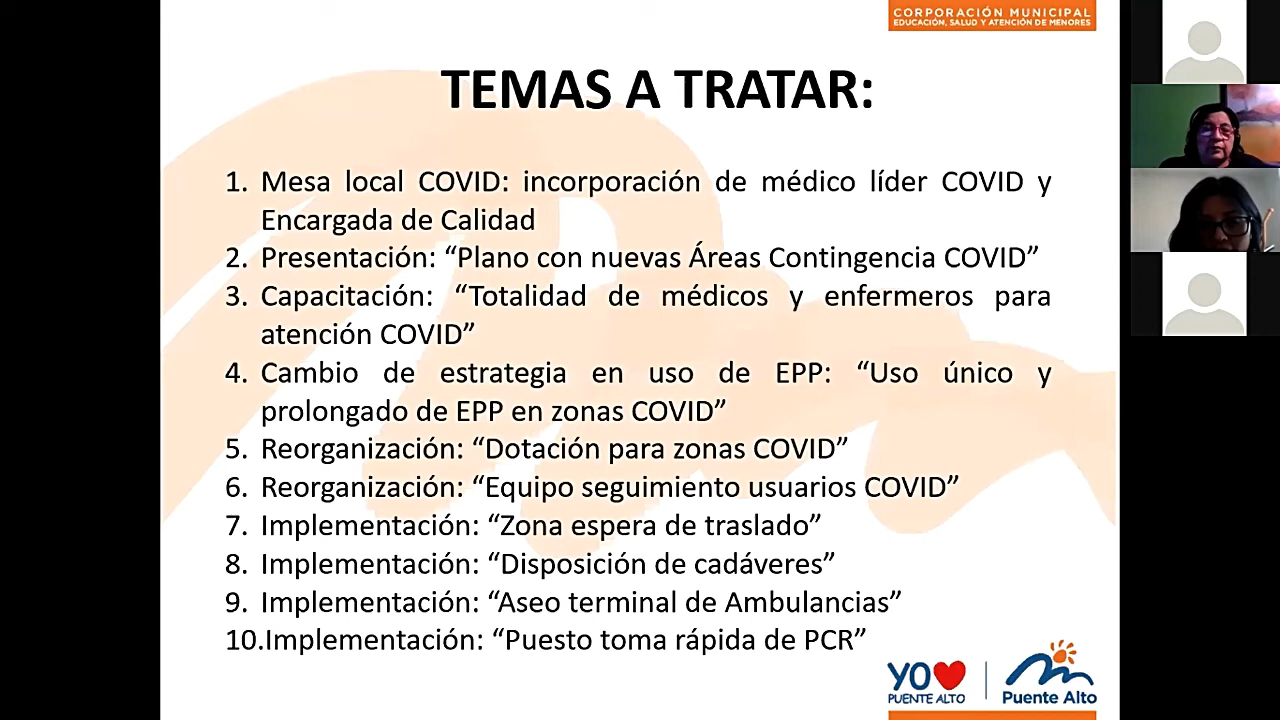 CORPORACIÓN MUNICIPAL
EDUCACIÓN, SALUD Y ATENCIÓN DE MENORES
TEMAS A TRATAR:
1. Mesa local COVID: incorporación de médico líder COVID y
Encargada de Calidad
2. Presentación: “Plano con nuevas Áreas Contingencia COVID”
3. Capacitación: “Totalidad de médicos y enfermeros para
atención COVID”
4. Cambio de estrategia en uso de EPP: “Uso único y
prolongado de EPP en zonas COVID”
5. Reorganización: “Dotación para zonas COVID”
6. Reorganización: “Equipo seguimiento usuarios COVID”
7. Implementación: “Zona espera de traslado”
8. Implementación: “Disposición de cadáveres”
9. Implementación: “Aseo terminal de Ambulancias”
10.Implementación: “Puesto toma rápida de PCR”
YO
PUENTE ALTO
Puente Alto